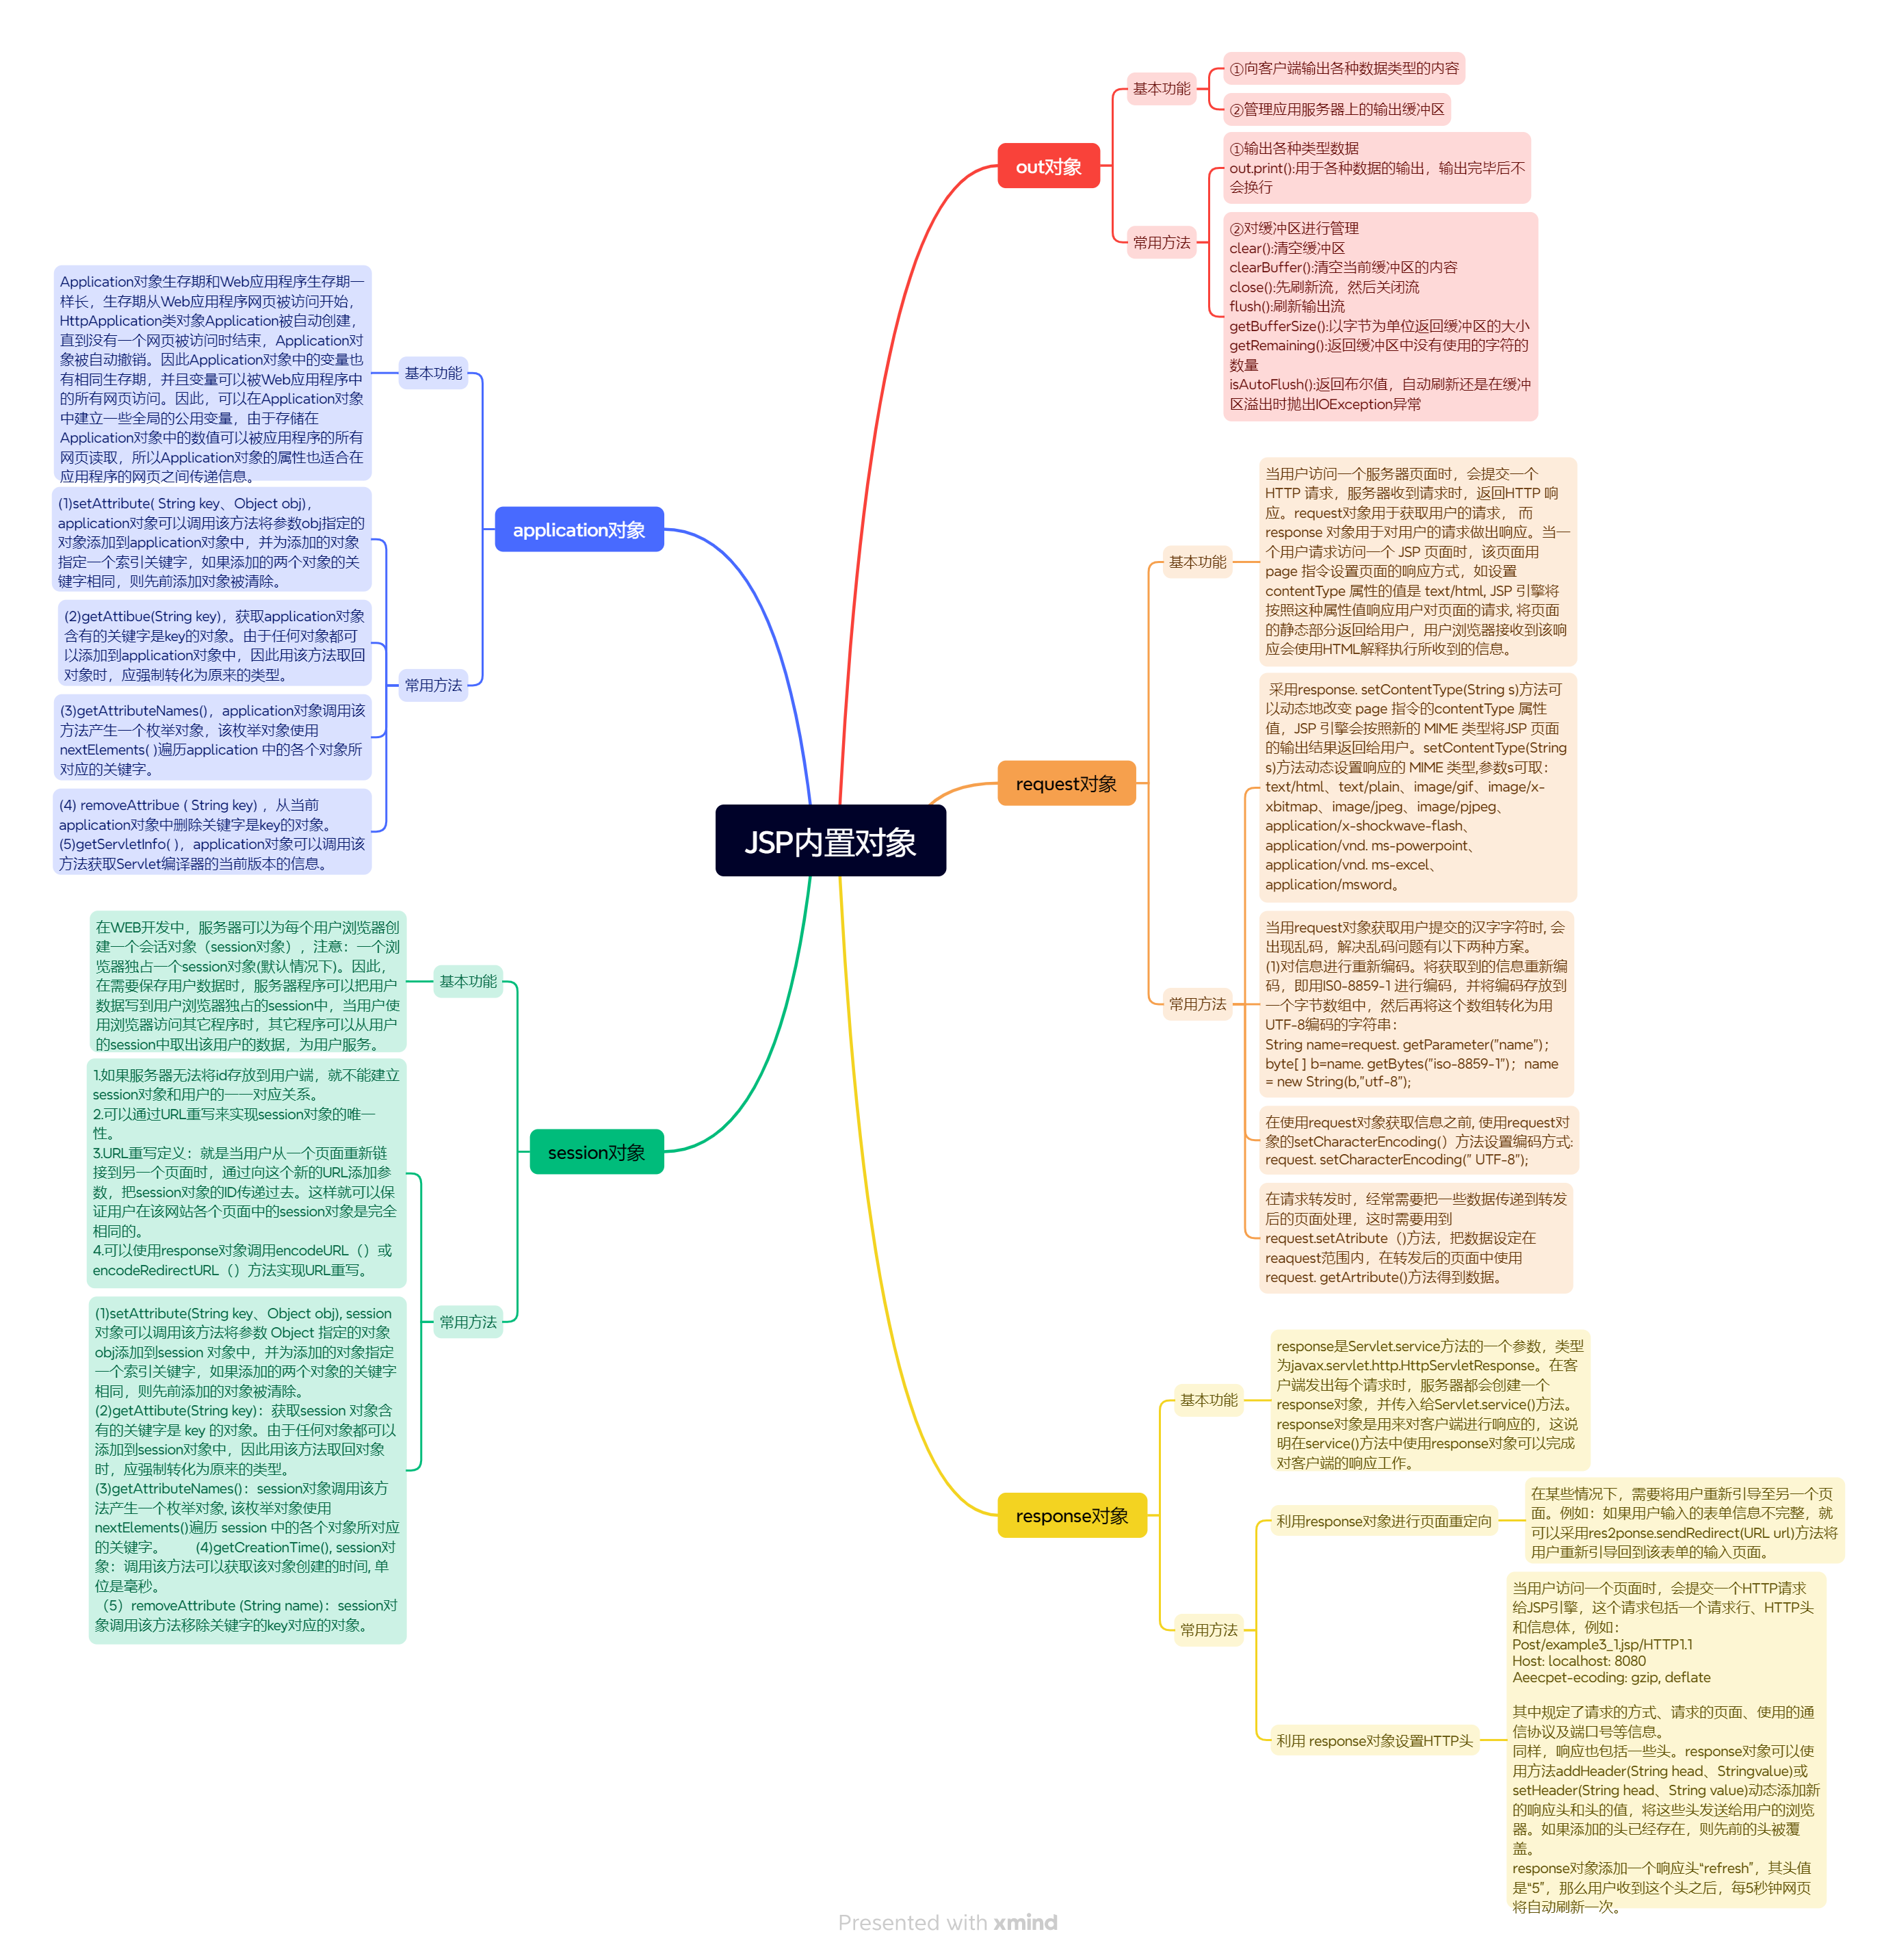 JSP内置对象
out对象
基本功能
①向客户端输出各种数据类型的内容
②管理应用服务器上的输出缓冲区
常用方法
①输出各种类型数据
out.print():用于各种数据的输出，输出完毕后不
会换行
②对缓冲区进行管理
clear():清空缓冲区
clearBuffer():清空当前缓冲区的内容
close():先刷新流，然后关闭流
flush():刷新输出流
getBufferSize():以字节为单位返回缓冲区的大小
getRemaining():返回缓冲区中没有使用的字符的
数量
isAutoFlush():返回布尔值，自动刷新还是在缓冲
区溢出时抛出IOException异常
request对象
基本功能
当用户访问一个服务器页面时，会提交一个
HTTP 请求，服务器收到请求时，返回HTTP 响
应。request对象用于获取用户的请求， 而
response 对象用于对用户的请求做出响应。当一
个用户请求访问一个 JSP 页面时，该页面用
page 指令设置页面的响应方式，如设置
contentType 属性的值是 text/html, JSP 引擎将
按照这种属性值响应用户对页面的请求, 将页面
的静态部分返回给用户，用户浏览器接收到该响
应会使用HTML解释执行所收到的信息。
常用方法
采用response. setContentType(String s)方法可
以动态地改变 page 指令的contentType 属性
值，JSP 引擎会按照新的 MIME 类型将JSP 页面
的输出结果返回给用户。setContentType(String
s)方法动态设置响应的 MIME 类型,参数s可取：
text/html、text/plain、image/gif、image/x-
xbitmap、image/jpeg、image/pjpeg、
application/x-shockwave-flash、
application/vnd. ms-powerpoint、
application/vnd. ms-excel、
application/msword。
当用request对象获取用户提交的汉字字符时, 会
出现乱码，解决乱码问题有以下两种方案。
(1)对信息进行重新编码。将获取到的信息重新编
码，即用IS0-8859-1 进行编码，并将编码存放到
一个字节数组中，然后再将这个数组转化为用
UTF-8编码的字符串：
String name=request. getParameter("name")；
byte[ ] b=name. getBytes("iso-8859-1")；name
= new String(b,"utf-8");
在使用request对象获取信息之前, 使用request对
象的setCharacterEncoding（）方法设置编码方式:
request. setCharacterEncoding(" UTF-8");
在请求转发时，经常需要把一些数据传递到转发
后的页面处理，这时需要用到
request.setAtribute（)方法，把数据设定在
reaquest范围内，在转发后的页面中使用
request. getArtribute()方法得到数据。
response对象
基本功能
response是Servlet.service方法的一个参数，类型
为javax.servlet.http.HttpServletResponse。在客
户端发出每个请求时，服务器都会创建一个
response对象，并传入给Servlet.service()方法。
response对象是用来对客户端进行响应的，这说
明在service()方法中使用response对象可以完成
对客户端的响应工作。
常用方法
利用response对象进行页面重定向
在某些情况下，需要将用户重新引导至另一个页
面。例如：如果用户输入的表单信息不完整，就
可以采用res2ponse.sendRedirect(URL url)方法将
用户重新引导回到该表单的输入页面。
利用 response对象设置HTTP头
当用户访问一个页面时，会提交一个HTTP请求
给JSP引擎，这个请求包括一个请求行、HTTP头
和信息体，例如：
Post/example3_1.jsp/HTTP1.1
Host: localhost: 8080
Aeecpet-ecoding: gzip, deflate
其中规定了请求的方式、请求的页面、使用的通
信协议及端口号等信息。
同样，响应也包括一些头。response对象可以使
用方法addHeader(String head、Stringvalue)或
setHeader(String head、String value)动态添加新
的响应头和头的值，将这些头发送给用户的浏览
器。如果添加的头已经存在，则先前的头被覆
盖。
response对象添加一个响应头“refresh”，其头值
是“5”，那么用户收到这个头之后，每5秒钟网页
将自动刷新一次。
application对象
基本功能
Application对象生存期和Web应用程序生存期一
样长，生存期从Web应用程序网页被访问开始，
HttpApplication类对象Application被自动创建，
直到没有一个网页被访问时结束，Application对
象被自动撤销。因此Application对象中的变量也
有相同生存期，并且变量可以被Web应用程序中
的所有网页访问。因此，可以在Application对象
中建立一些全局的公用变量，由于存储在
Application对象中的数值可以被应用程序的所有
网页读取，所以Application对象的属性也适合在
应用程序的网页之间传递信息。
常用方法
(1)setAttribute( String key、Object obj)，
application对象可以调用该方法将参数obj指定的
对象添加到application对象中，并为添加的对象
指定一个索引关键字，如果添加的两个对象的关
键字相同，则先前添加对象被清除。
(2)getAttibue(String key)，获取application对象
含有的关键字是key的对象。由于任何对象都可
以添加到application对象中，因此用该方法取回
对象时，应强制转化为原来的类型。
(3)getAttributeNames()，application对象调用该
方法产生一个枚举对象，该枚举对象使用
nextElements( )遍历application 中的各个对象所
对应的关键字。
(4) removeAttribue ( String key) ，从当前
application对象中删除关键字是key的对象。
(5)getServletInfo( )，application对象可以调用该
方法获取Servlet编译器的当前版本的信息。
session对象
基本功能
在WEB开发中，服务器可以为每个用户浏览器创
建一个会话对象（session对象），注意：一个浏
览器独占一个session对象(默认情况下)。因此，
在需要保存用户数据时，服务器程序可以把用户
数据写到用户浏览器独占的session中，当用户使
用浏览器访问其它程序时，其它程序可以从用户
的session中取出该用户的数据，为用户服务。
常用方法
1.如果服务器无法将id存放到用户端，就不能建立
session对象和用户的一一对应关系。
2.可以通过URL重写来实现session对象的唯一
性。
3.URL重写定义：就是当用户从一个页面重新链
接到另一个页面时，通过向这个新的URL添加参
数，把session对象的ID传递过去。这样就可以保
证用户在该网站各个页面中的session对象是完全
相同的。
4.可以使用response对象调用encodeURL（）或
encodeRedirectURL（）方法实现URL重写。
(1)setAttribute(String key、Object obj), session
对象可以调用该方法将参数 Object 指定的对象
obj添加到session 对象中，并为添加的对象指定
一个索引关键字，如果添加的两个对象的关键字
相同，则先前添加的对象被清除。
(2)getAttibute(String key)：获取session 对象含
有的关键字是 key 的对象。由于任何对象都可以
添加到session对象中，因此用该方法取回对象
时，应强制转化为原来的类型。
(3)getAttributeNames()：session对象调用该方
法产生一个枚举对象, 该枚举对象使用
nextElements()遍历 session 中的各个对象所对应
的关键字。 (4)getCreationTime(), session对
象：调用该方法可以获取该对象创建的时间, 单
位是毫秒。
（5）removeAttribute (String name)：session对
象调用该方法移除关键字的key对应的对象。
Presented with xmind